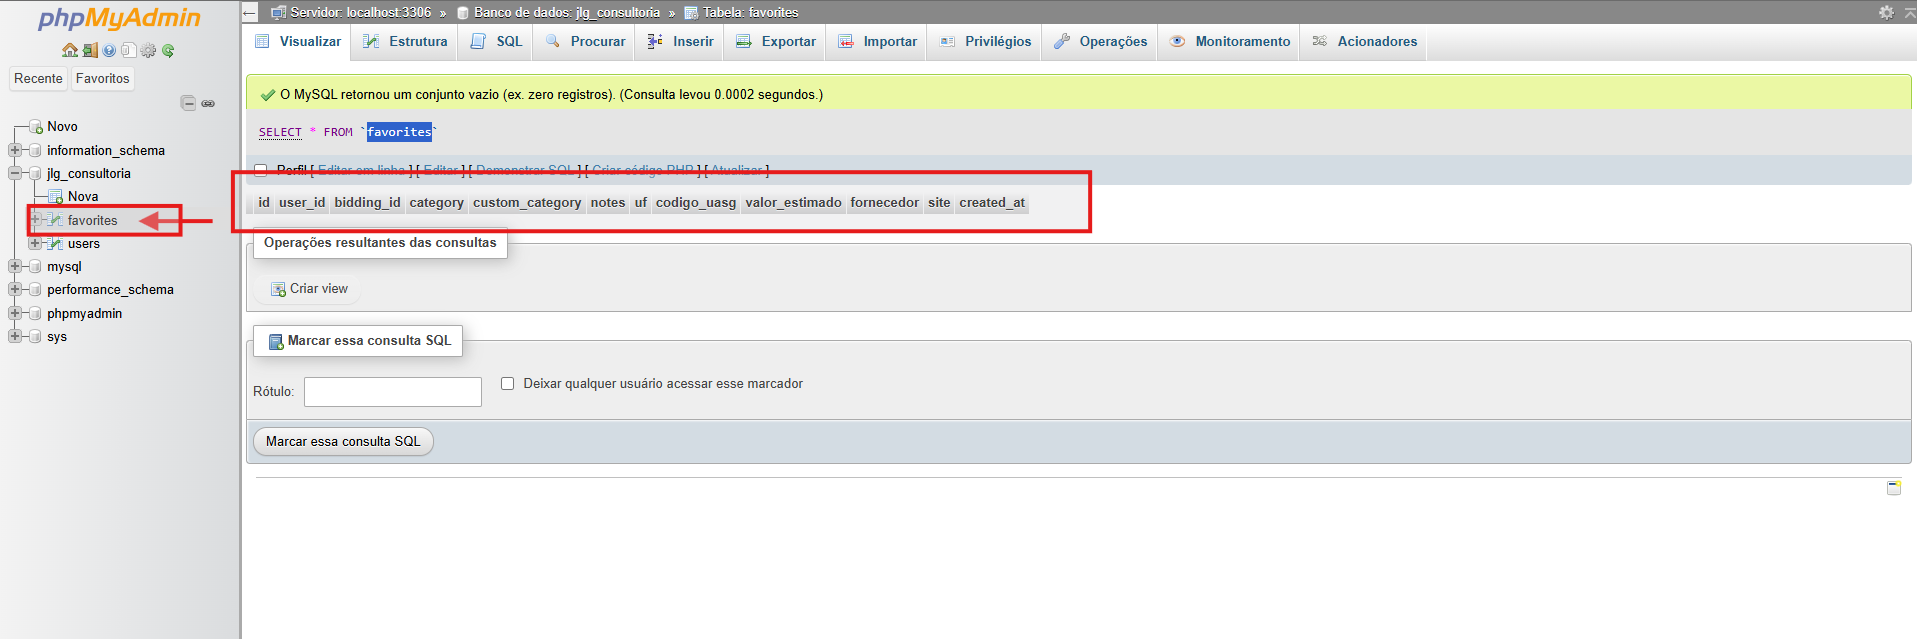 phpMyAdmin
Recente Favoritos
Novo
information_schema
jlg_consultoria
Nova
favorites
users
mysql
performance_schema
phpmyadmin
sys
Servidor: localhost:3306 » Banco de dados: jlg_consultoria » Tabela: favorites
Visualizar Estrutura SQL Procurar Inserir Exportar Importar Privilégios Operações Monitoramento Acionadores
O MySQL retornou um conjunto vazio (ex. zero registros). (Consulta levou 0.0002 segundos.)
SELECT * FROM `favorites`
Perfil [ Editar em linha ] [ Editar ] [ Demonstrar SQL ] [ Criar código PHP ] [ Atualizar ]
id user_id bidding_id category custom_category notes uf codigo_uasg valor_estimado fornecedor site created_at
Operações resultantes das consultas
Criar view
Marcar essa consulta SQL
Rótulo: Deixar qualquer usuário acessar esse marcador
Marcar essa consulta SQL